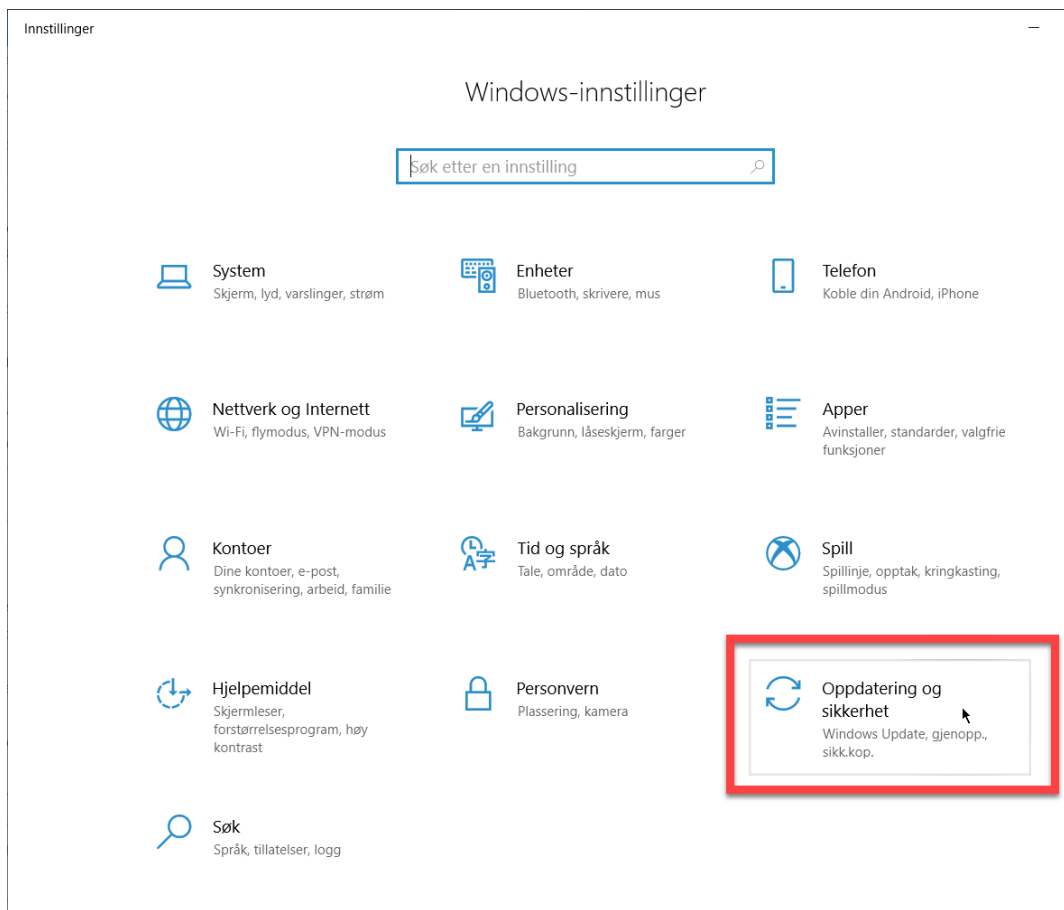 Innstillinger
Windows-innstillinger
Søk etter en innstilling
System
Skjerm, lyd, varslinger, strøm
Enheter
Bluetooth, skrivere, mus
Telefon
Koble din Android, iPhone
Nettverk og Internett
Wi-Fi, flymodus, VPN-modus
Personalisering
Bakgrunn, låseskjerm, farger
Apper
Avinstaller, standarder, valgfrie
funksjoner
Kontoer
Dine kontoer, e-post,
synkronisering, arbeid, familie
Tid og språk
Tale, område, dato
Spill
Spillinje, opptak, kringkasting,
spillmodus
Hjelpemiddel
Skjermleser,
forstørrelsesprogram, høy
kontrast
Personvern
Plassering, kamera
Oppdatering og
sikkerhet
Windows Update, gjenopp.,
sikk.kop.
Søk
Språk, tillatelser, logg